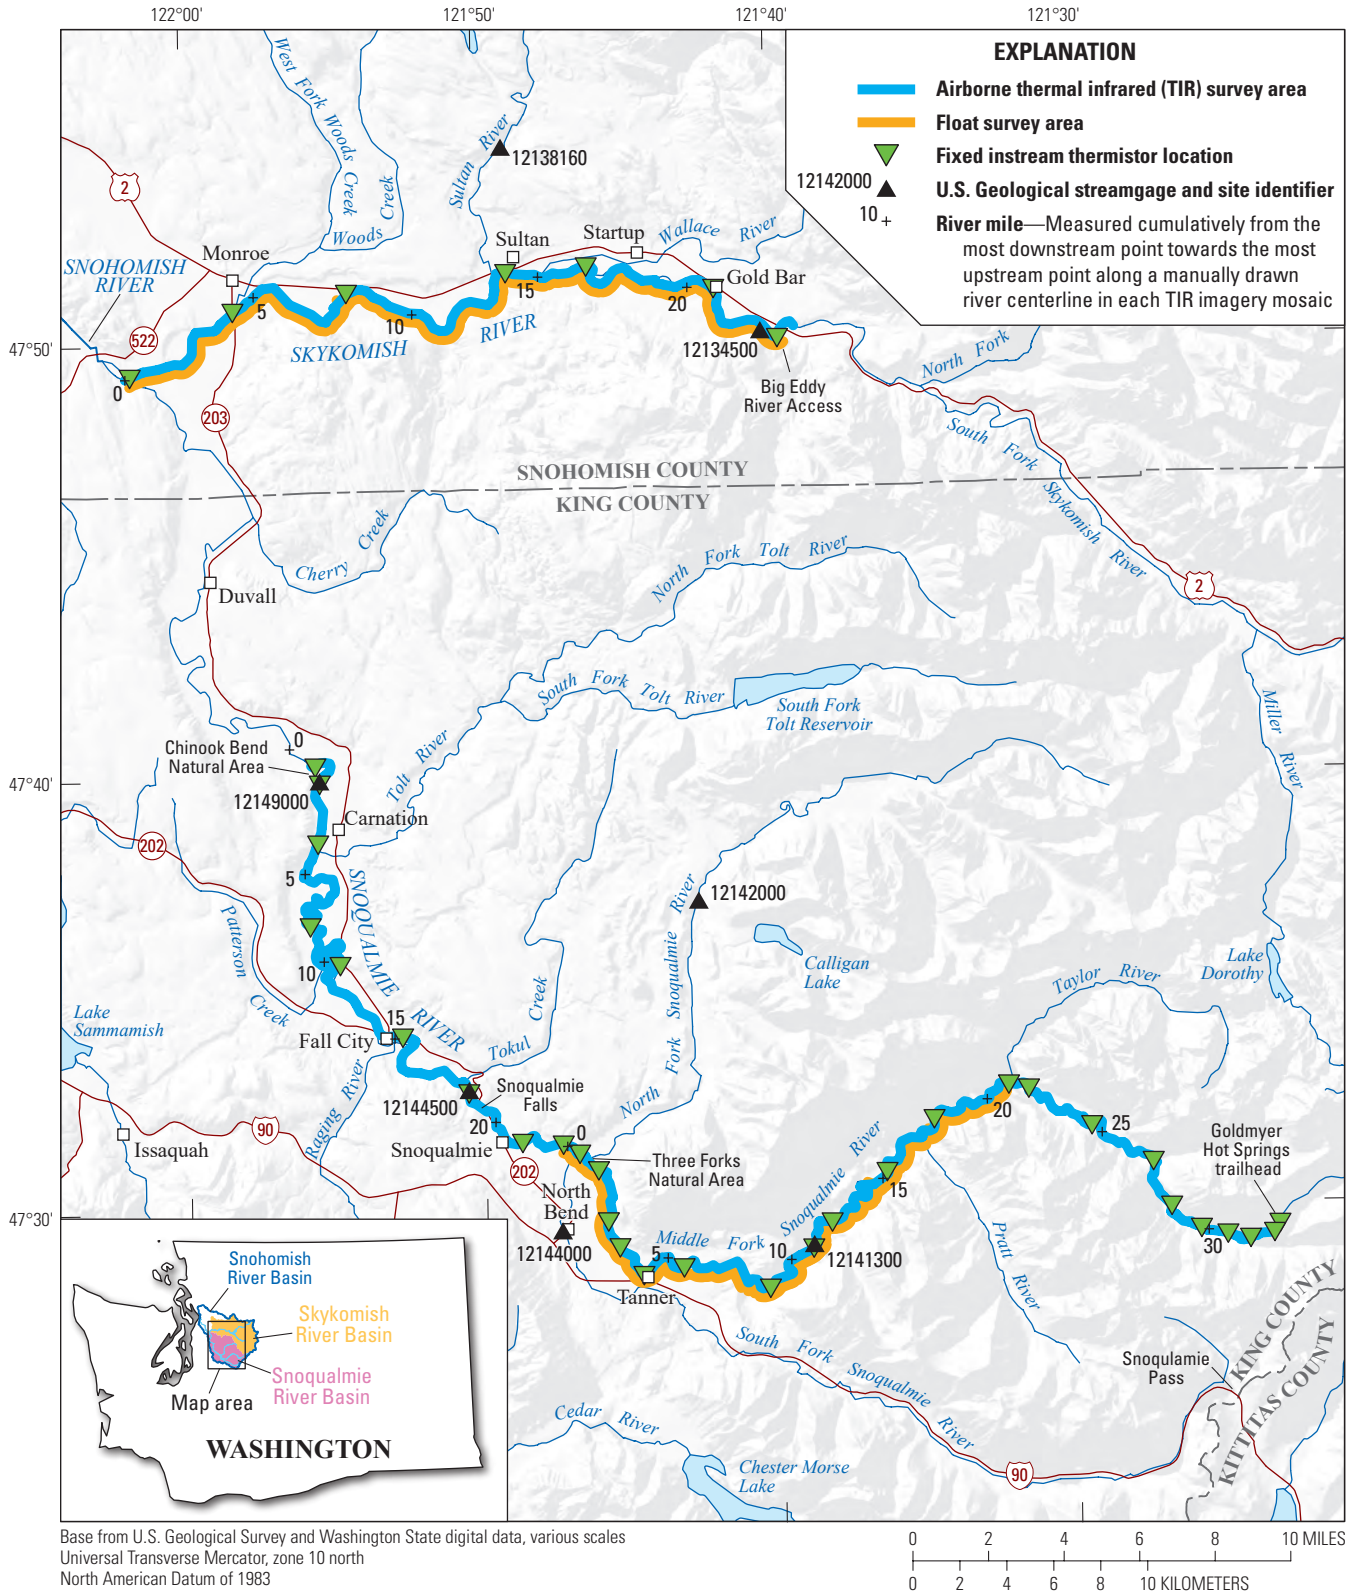 122°00'
121°50'
121°40'
121°30'
EXPLANATION
Airborne thermal infrared (TIR) survey area
Float survey area
Fixed instream thermistor location
12142000
U.S. Geological streamgage and site identifier
10
River mile—Measured cumulatively from the
most downstream point towards the most
upstream point along a manually drawn
river centerline in each TIR imagery mosaic
West Fork Woods Creek
Woods Creek
Sultan River
12138160
2
Monroe
Sultan
Startup
Wallace River
Gold Bar
SNOHOMISH
RIVER
522
5
10
15
20
0
SKYKOMISH RIVER
12134500
Big Eddy
River Access
North Fork
South Fork Skykomish River
47°50'
203
SNOHOMISH COUNTY
KING COUNTY
Cherry Creek
Duvall
North Fork Tolt River
2
South Fork Tolt River
South Fork
Tolt Reservoir
Miller River
Tolt River
0
Chinook Bend
Natural Area
47°40'
12149000
Carnation
202
5
SNOQUALMIE RIVER
Patterson Creek
10
12142000
Calligan
Lake
North Fork Snoqualmie River
Lake
Dorothy
Taylor River
Lake
Sammamish
15
Fall City
Tokul Creek
Raging River
12144500
Snoqualmie
Falls
20
Snoqualmie
90
Issaquah
202
0
Three Forks
Natural Area
North
Bend
12144000
47°30'
Middle Fork Snoqualmie River
5
10
15
20
25
30
12141300
Tanner
Goldmyer
Hot Springs
trailhead
Pratt River
South Fork Snoqualmie River
Snoqulamie
Pass
KING COUNTY
KITTITAS COUNTY
90
Cedar River
Chester Morse
Lake
Snohomish
River Basin
Skykomish
River Basin
Snoqualmie
River Basin
Map area
WASHINGTON
Base from U.S. Geological Survey and Washington State digital data, various scales
Universal Transverse Mercator, zone 10 north
North American Datum of 1983
0 2 4 6 8 10 MILES
0 2 4 6 8 10 KILOMETERS